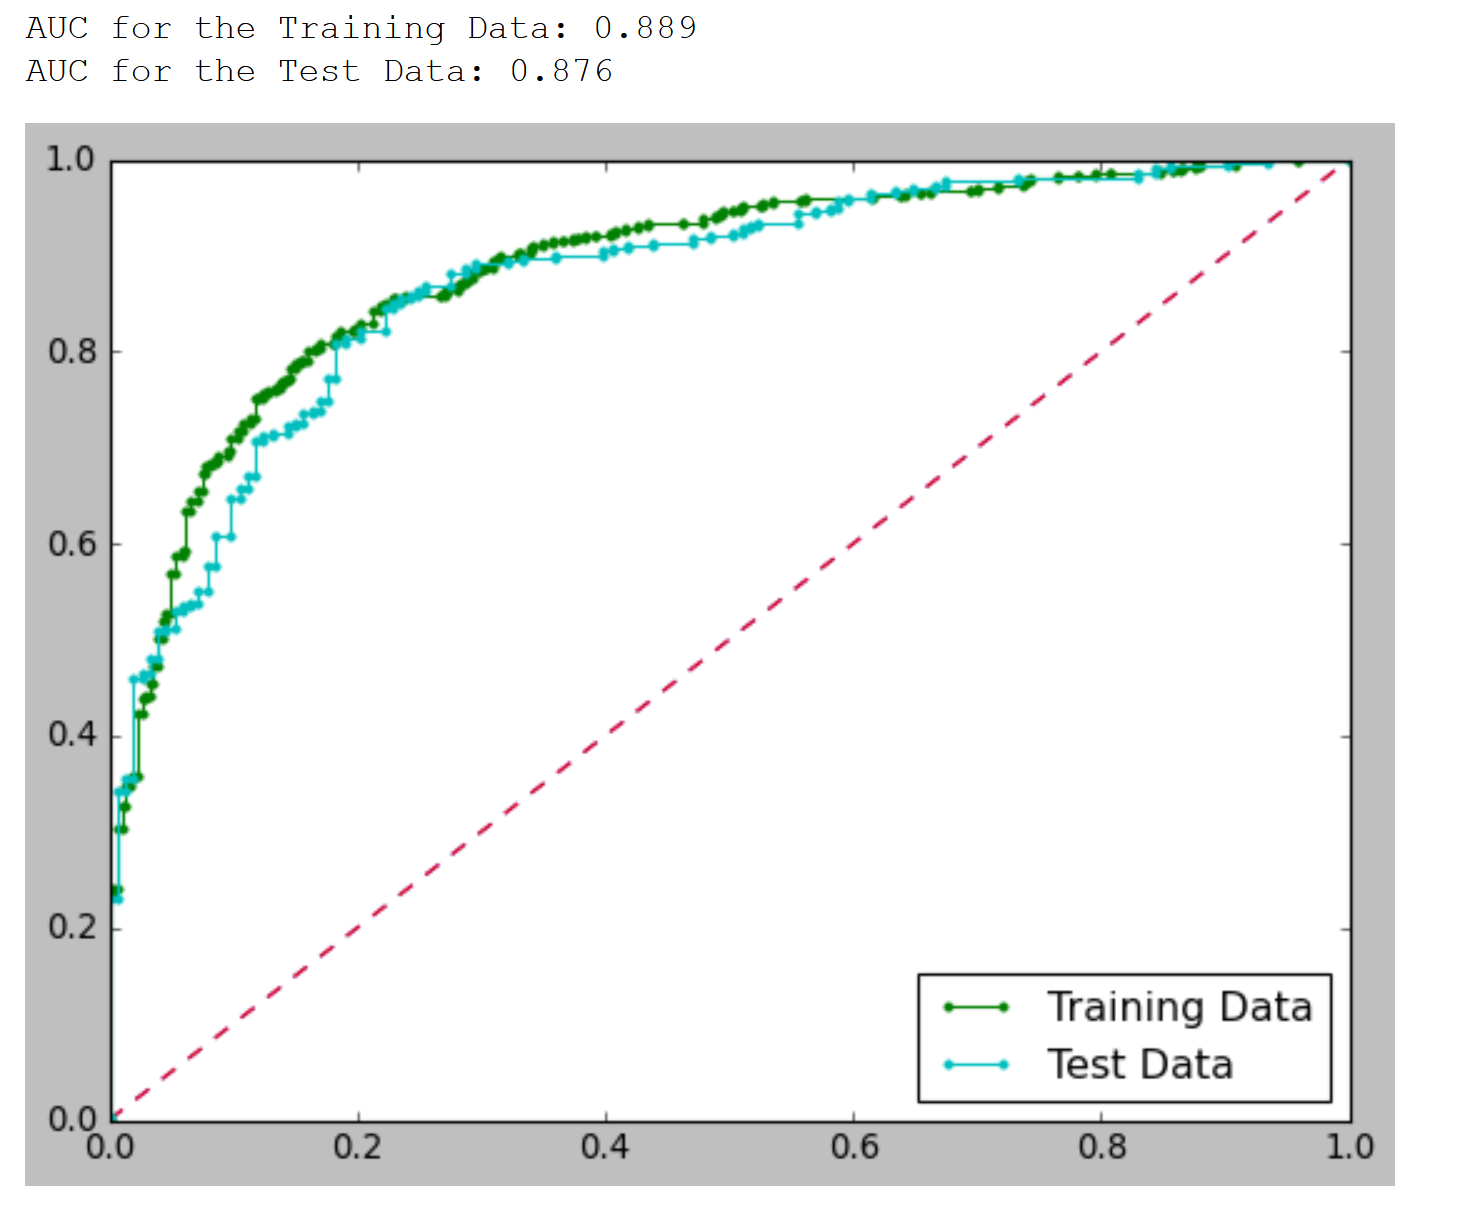 AUC for the Training Data: 0.889
AUC for the Test Data: 0.876
1.0
0.8
0.6
0.4
0.2
0.0
0.0 0.2 0.4 0.6 0.8 1.0
Training Data
Test Data